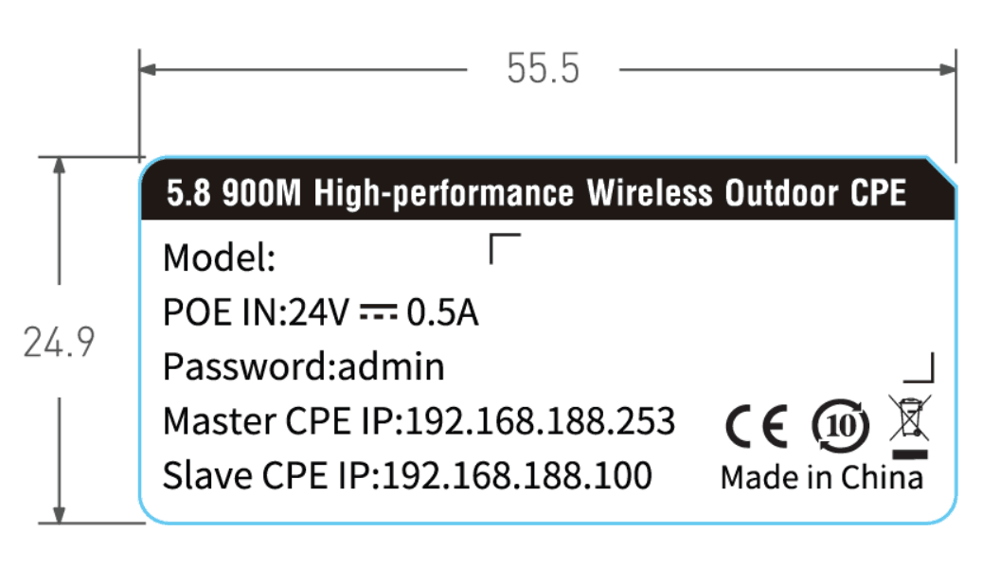 55.5
24.9
5.8 900M High-performance Wireless Outdoor CPE
Model:
POE IN:24V ⎓ 0.5A
Password:admin
Master CPE IP:192.168.188.253
Slave CPE IP:192.168.188.100
CE 10
Made in China